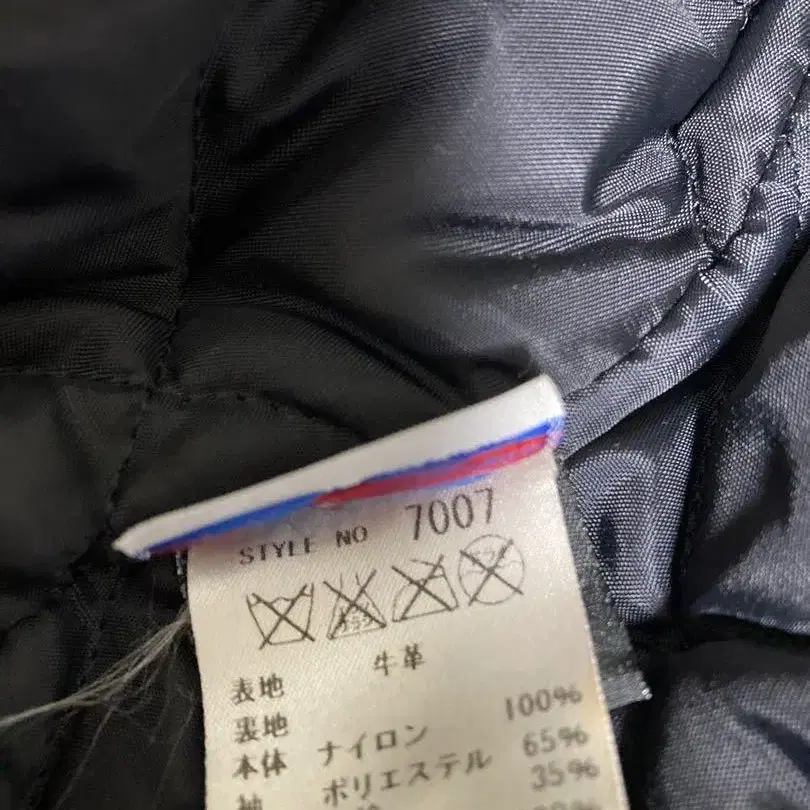 STYLE NO 7007
表地 牛革
裏地
本体 ナイロン 100%
袖 ポリエステル 65%
35%